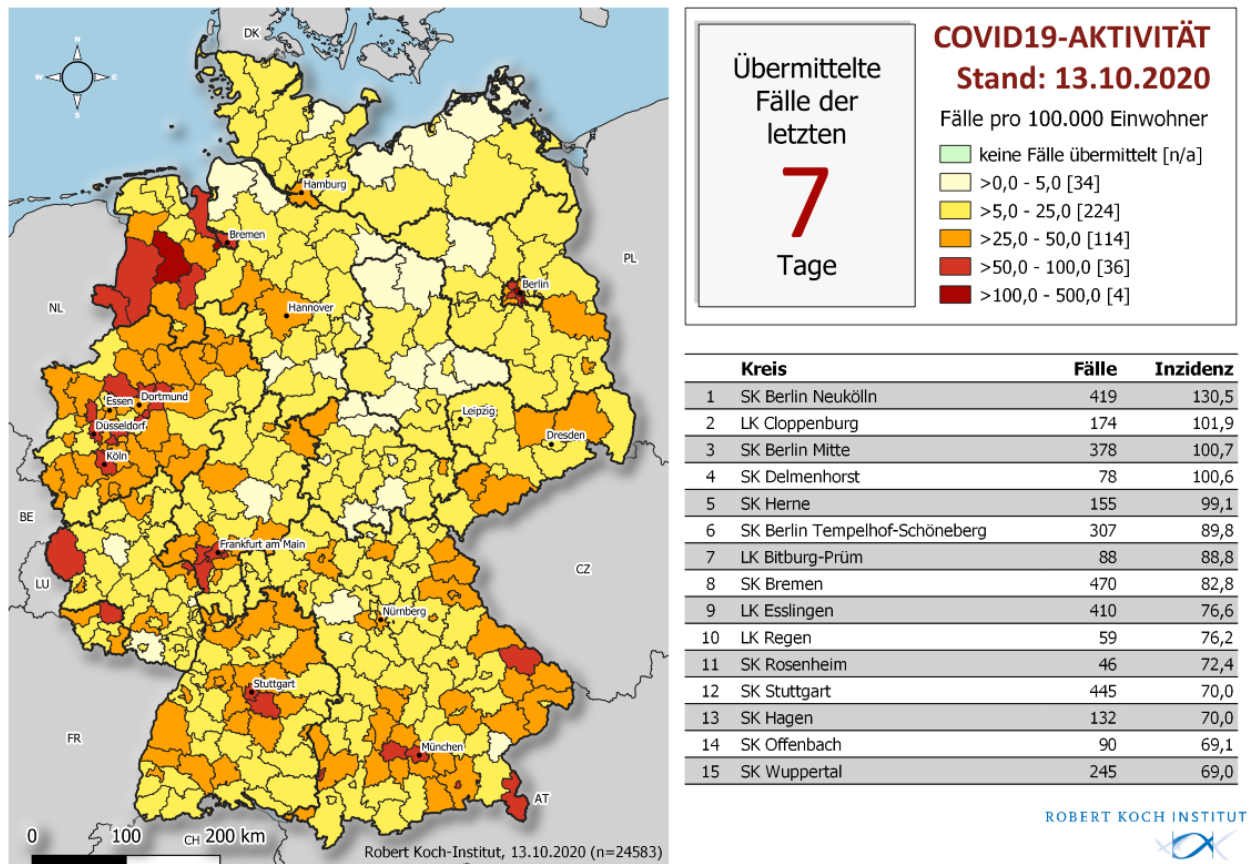 DK
N
W
E
S
Hamburg
Bremen
PL
Berlin
NL
Hannover
Essen
Dortmund
Düsseldorf
Leipzig
Dresden
Köln
BE
Frankfurt am Main
LU
CZ
Nürnberg
Stuttgart
FR
München
AT
CH
0 100 200 km
Robert Koch-Institut, 13.10.2020 (n=24583)
Übermittelte
Fälle der
letzten
7
Tage
COVID19-AKTIVITÄT
Stand: 13.10.2020
Fälle pro 100.000 Einwohner
keine Fälle übermittelt [n/a]
>0,0 - 5,0 [34]
>5,0 - 25,0 [224]
>25,0 - 50,0 [114]
>50,0 - 100,0 [36]
>100,0 - 500,0 [4]
Kreis Fälle Inzidenz
1 SK Berlin Neukölln 419 130,5
2 LK Cloppenburg 174 101,9
3 SK Berlin Mitte 378 100,7
4 SK Delmenhorst 78 100,6
5 SK Herne 155 99,1
6 SK Berlin Tempelhof-Schöneberg 307 89,8
7 LK Bitburg-Prüm 88 88,8
8 SK Bremen 470 82,8
9 LK Esslingen 410 76,6
10 LK Regen 59 76,2
11 SK Rosenheim 46 72,4
12 SK Stuttgart 445 70,0
13 SK Hagen 132 70,0
14 SK Offenbach 90 69,1
15 SK Wuppertal 245 69,0
ROBERT KOCH INSTITUT